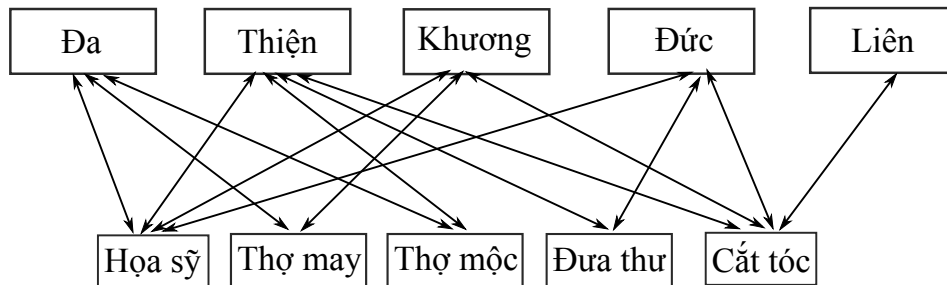 Đa
Thiện
Khương
Đức
Liên
Họa sỹ
Thợ may
Thợ mộc
Đưa thư
Cắt tóc